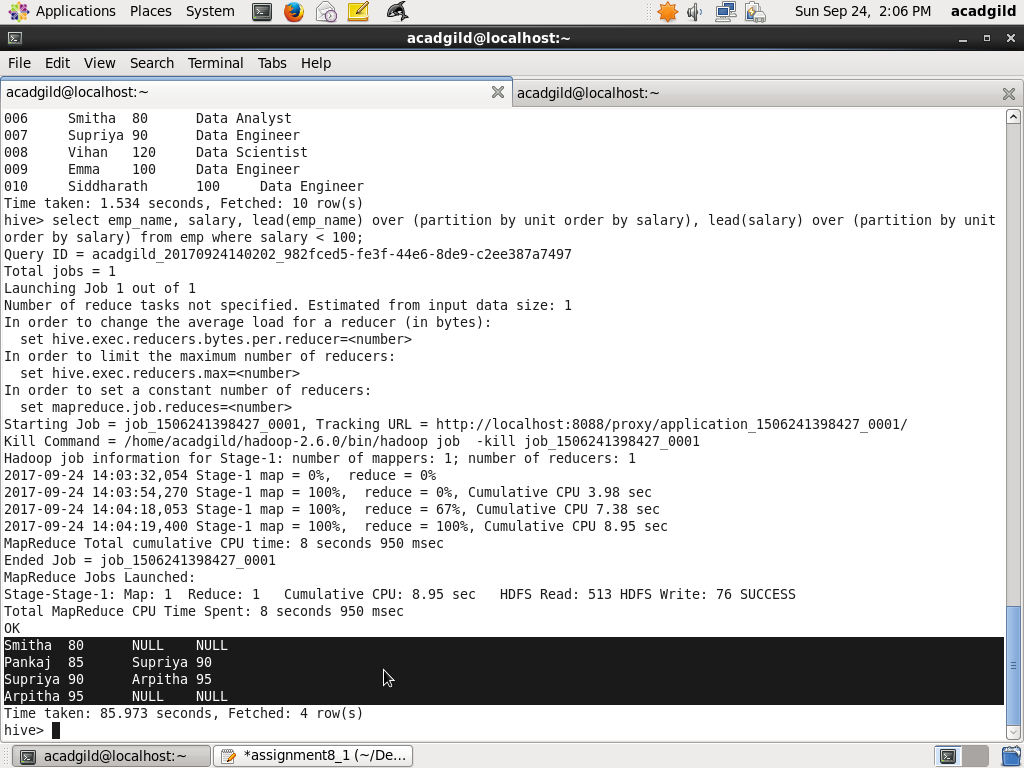 Applications Places System Sun Sep 24, 2:06 PM acadgild
acadgild@localhost:~
File Edit View Search Terminal Tabs Help
acadgild@localhost:~ acadgild@localhost:~
006 Smitha 80 Data Analyst
007 Supriya 90 Data Engineer
008 Vihan 120 Data Scientist
009 Emma 100 Data Engineer
010 Siddharath 100 Data Engineer
Time taken: 1.534 seconds, Fetched: 10 row(s)
hive> select emp_name, salary, lead(emp_name) over (partition by unit order by salary), lead(salary) over (partition by unit
order by salary) from emp where salary < 100;
Query ID = acadgild_20170924140202_982fced5-fe3f-44e6-8de9-c2ee387a7497
Total jobs = 1
Launching Job 1 out of 1
Number of reduce tasks not specified. Estimated from input data size: 1
In order to change the average load for a reducer (in bytes):
  set hive.exec.reducers.bytes.per.reducer=<number>
In order to limit the maximum number of reducers:
  set hive.exec.reducers.max=<number>
In order to set a constant number of reducers:
  set mapreduce.job.reduces=<number>
Starting Job = job_1506241398427_0001, Tracking URL = http://localhost:8088/proxy/application_1506241398427_0001/
Kill Command = /home/acadgild/hadoop-2.6.0/bin/hadoop job  -kill job_1506241398427_0001
Hadoop job information for Stage-1: number of mappers: 1; number of reducers: 1
2017-09-24 14:03:32,054 Stage-1 map = 0%,  reduce = 0%
2017-09-24 14:03:54,270 Stage-1 map = 100%,  reduce = 0%, Cumulative CPU 3.98 sec
2017-09-24 14:04:18,053 Stage-1 map = 100%,  reduce = 67%, Cumulative CPU 7.38 sec
2017-09-24 14:04:19,400 Stage-1 map = 100%,  reduce = 100%, Cumulative CPU 8.95 sec
MapReduce Total cumulative CPU time: 8 seconds 950 msec
Ended Job = job_1506241398427_0001
MapReduce Jobs Launched:
Stage-Stage-1: Map: 1  Reduce: 1   Cumulative CPU: 8.95 sec   HDFS Read: 513 HDFS Write: 76 SUCCESS
Total MapReduce CPU Time Spent: 8 seconds 950 msec
OK
Smitha 80 NULL NULL
Pankaj 85 Supriya 90
Supriya 90 Arpitha 95
Arpitha 95 NULL NULL
Time taken: 85.973 seconds, Fetched: 4 row(s)
hive>
acadgild@localhost:~ *assignment8_1 (~/De...